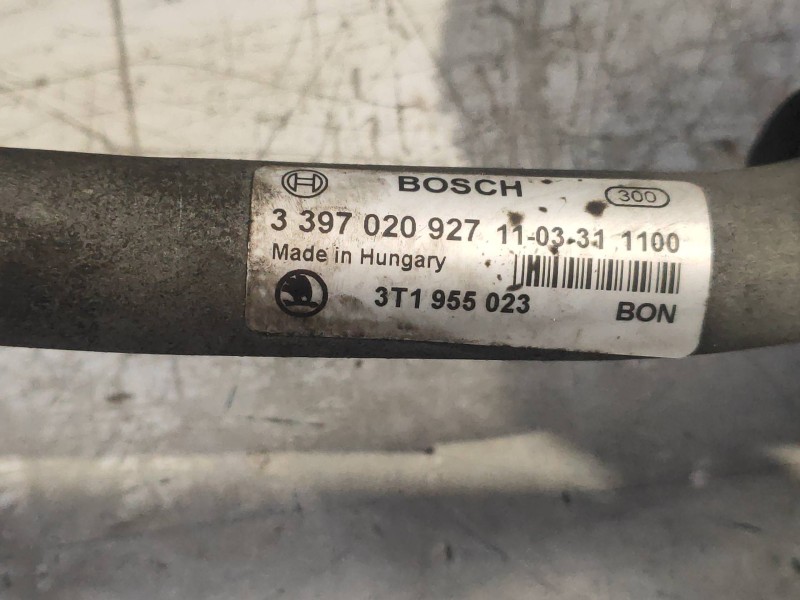 BOSCH 300
3 397 020 927 11-03-31 1100
Made in Hungary
3T1 955 023 BON